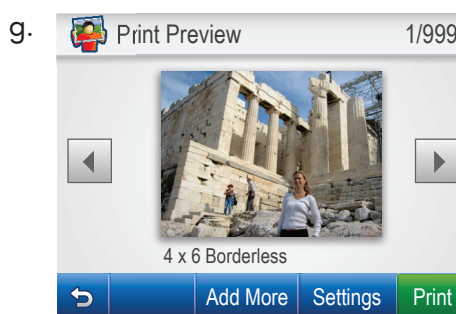 g.
Print Preview 1/999
4 x 6 Borderless
Add More Settings Print